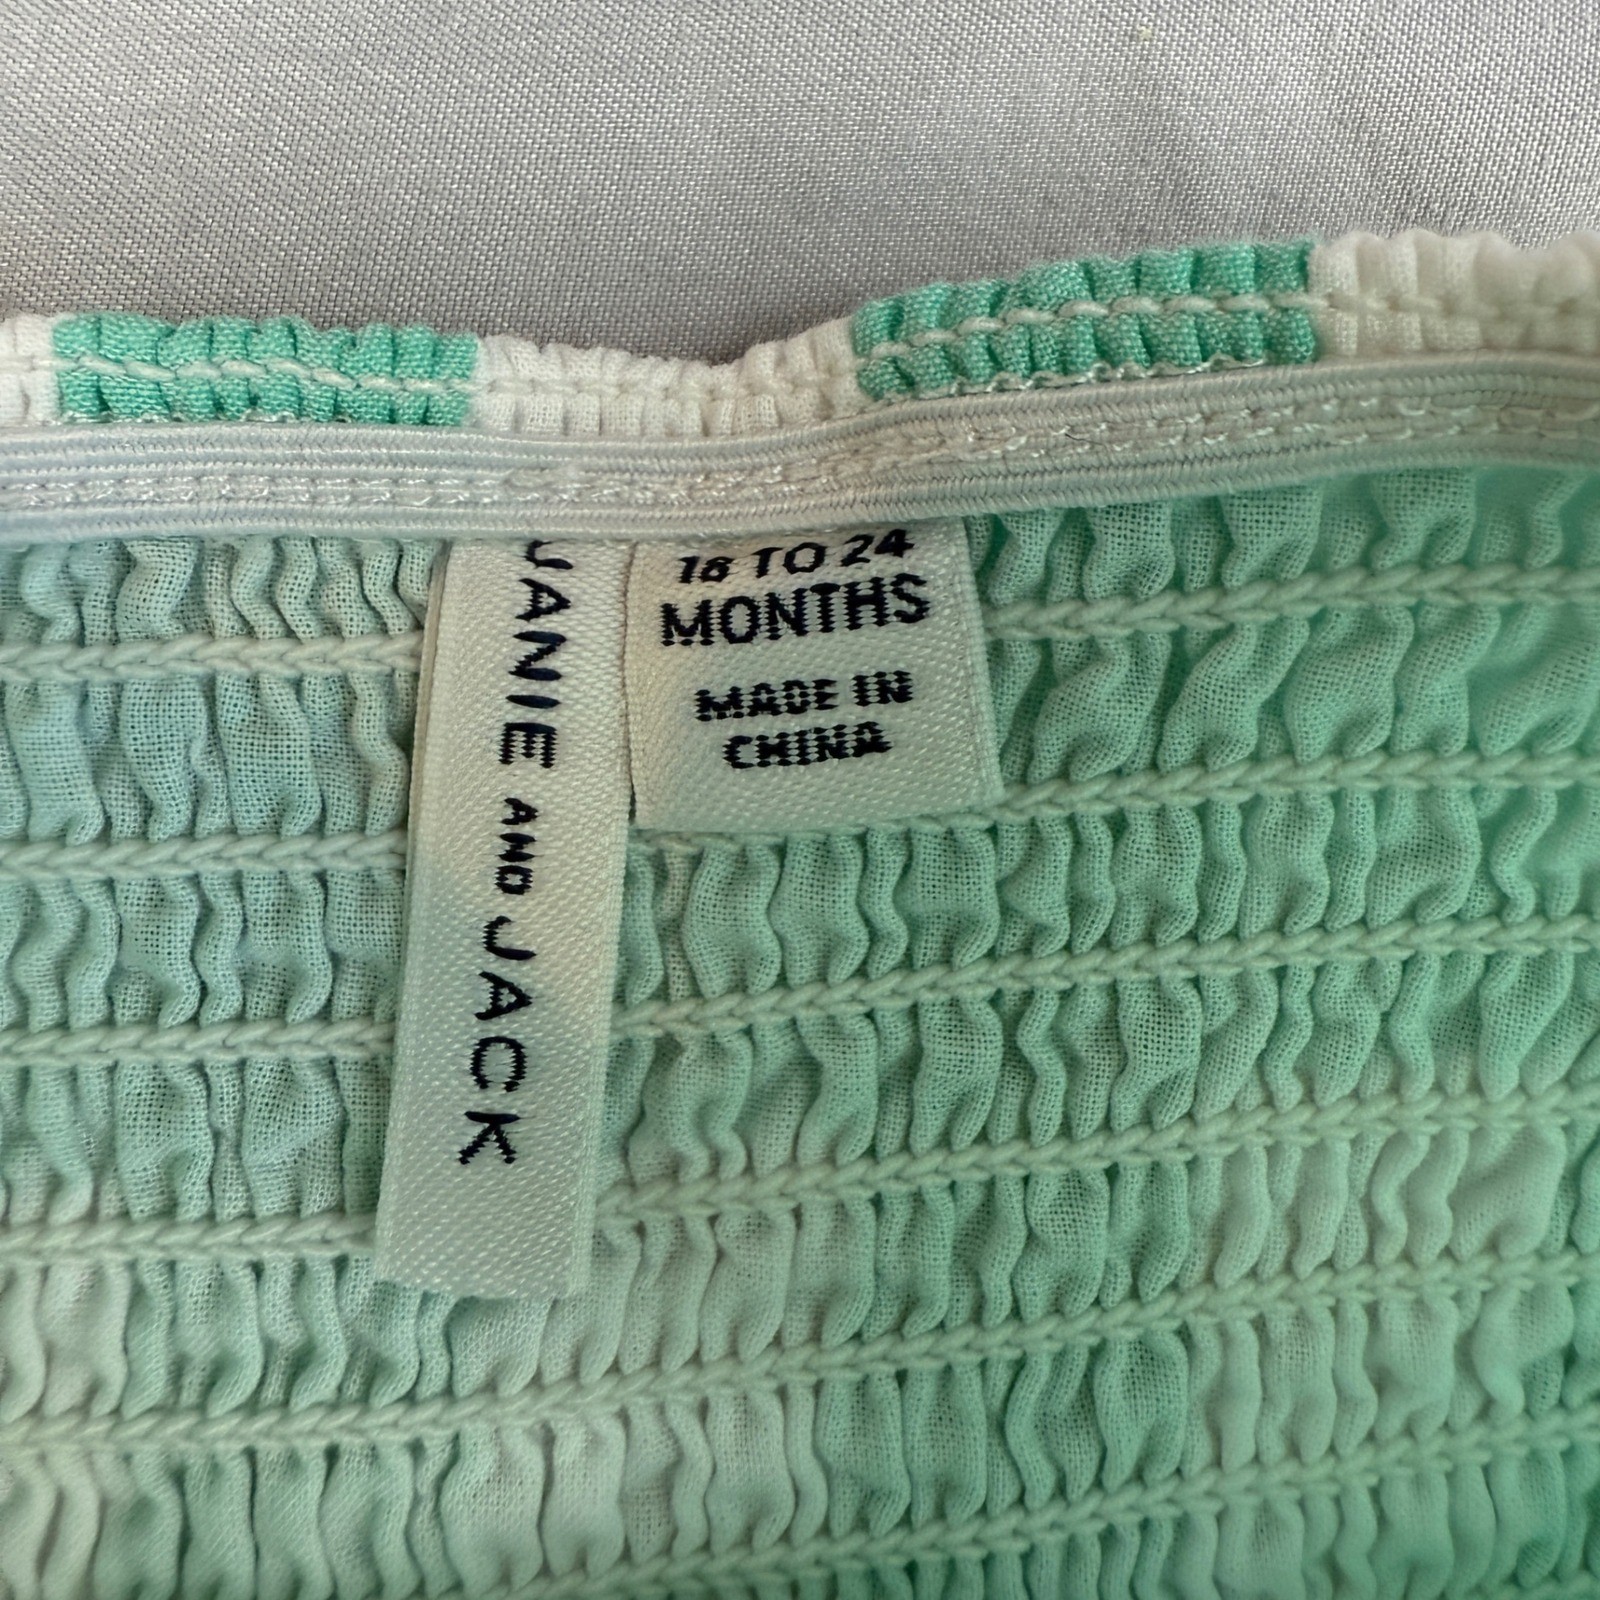 JANIE AND JACK
18 TO 24
MONTHS
MADE IN
CHINA